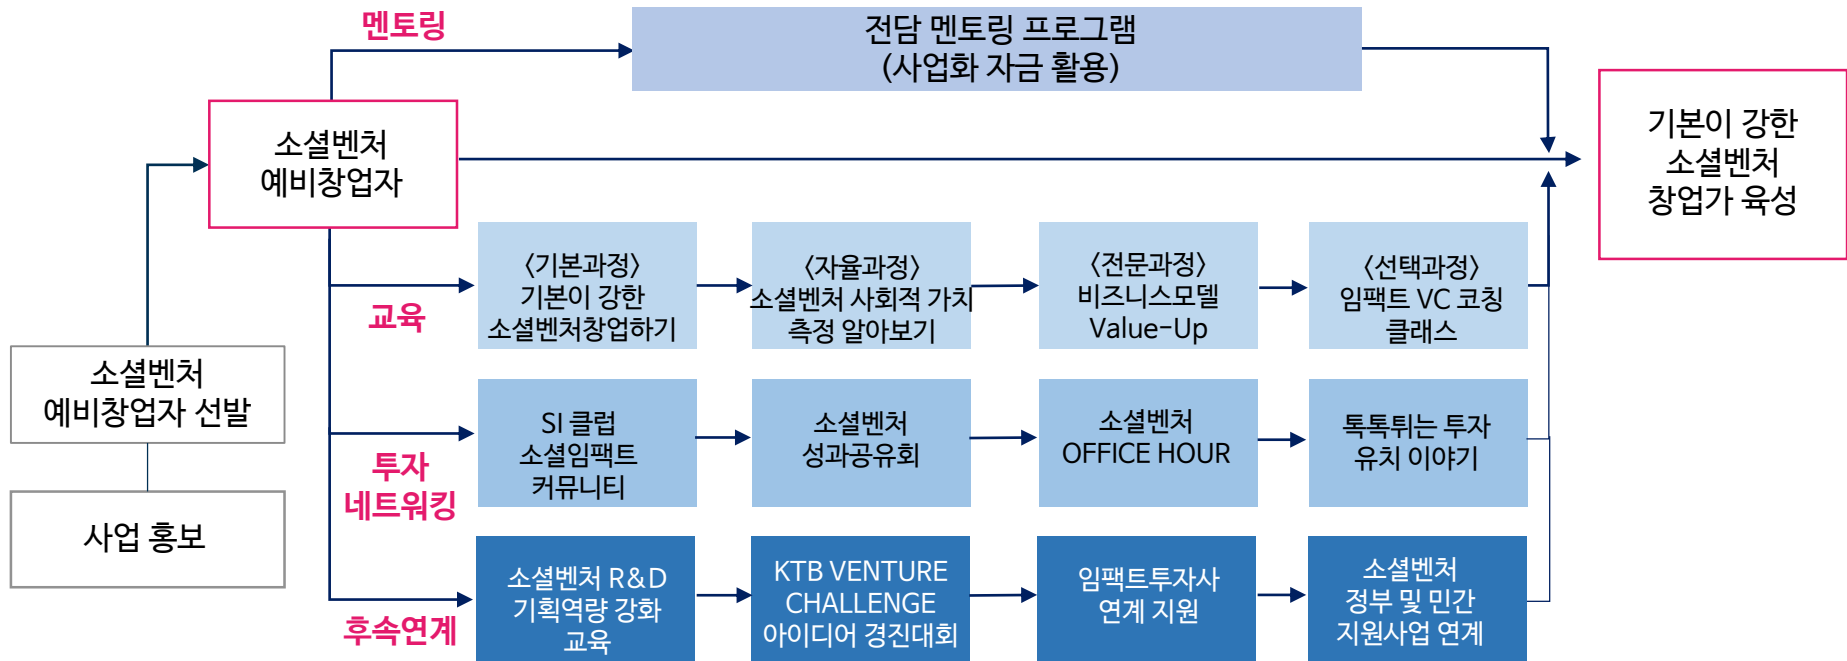 멘토링
전담 멘토링 프로그램
(사업화 자금 활용)
소셜벤처
예비창업자
기본이 강한
소셜벤처
창업가 육성
교육
<기본과정>
기본이 강한
소셜벤처창업하기
<자율과정>
소셜벤처 사회적 가치
측정 알아보기
<전문과정>
비즈니스모델
Value-Up
<선택과정>
임팩트 VC 코칭
클래스
소셜벤처
예비창업자 선발
사업 홍보
투자
네트워킹
SI 클럽
소셜임팩트
커뮤니티
소셜벤처
성과공유회
소셜벤처
OFFICE HOUR
톡톡튀는 투자
유치 이야기
후속연계
소셜벤처 R&D
기획역량 강화
교육
KTB VENTURE
CHALLENGE
아이디어 경진대회
임팩트투자사
연계 지원
소셜벤처
정부 및 민간
지원사업 연계